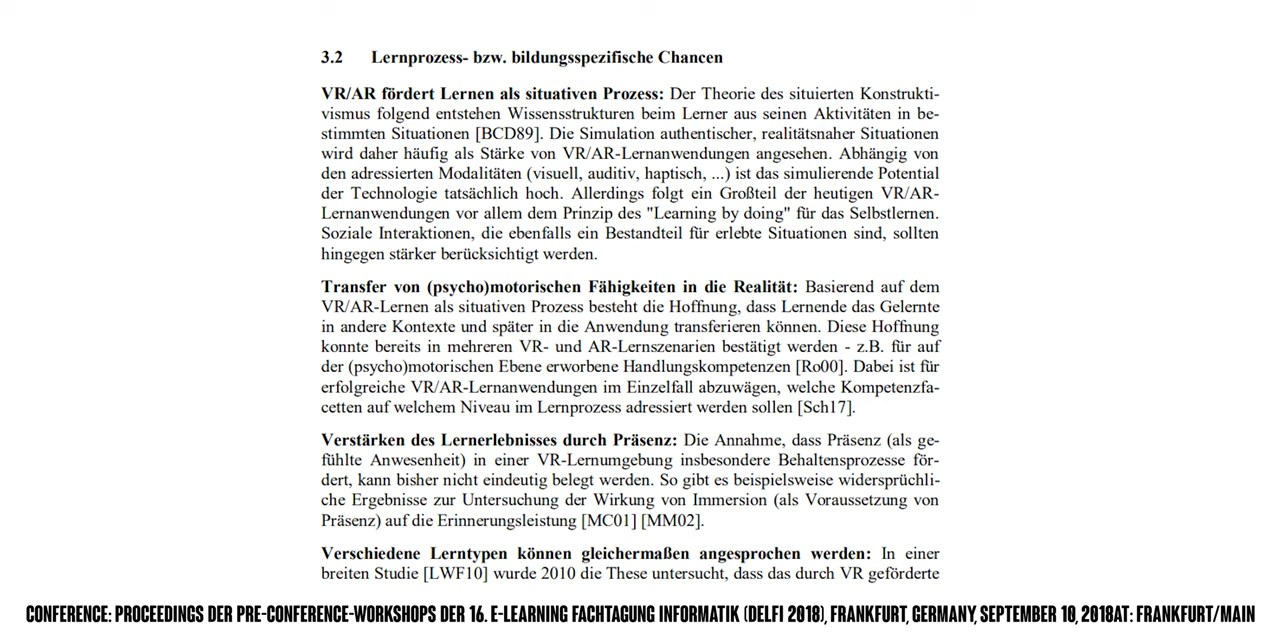 3.2 Lernprozess- bzw. bildungsspezifische Chancen
VR/AR fördert Lernen als situativen Prozess: Der Theorie des situierten Konstrukti-
vismus folgend entstehen Wissensstrukturen beim Lerner aus seinen Aktivitäten in be-
stimmten Situationen [BCD89]. Die Simulation authentischer, realitätsnaher Situationen
wird daher häufig als Stärke von VR/AR-Lernanwendungen angesehen. Abhängig von
den adressierten Modalitäten (visuell, auditiv, haptisch, ...) ist das simulierende Potential
der Technologie tatsächlich hoch. Allerdings folgt ein Großteil der heutigen VR/AR-
Lernanwendungen vor allem dem Prinzip des "Learning by doing" für das Selbstlernen.
Soziale Interaktionen, die ebenfalls ein Bestandteil für erlebte Situationen sind, sollten
hingegen stärker berücksichtigt werden.
Transfer von (psycho)motorischen Fähigkeiten in die Realität: Basierend auf dem
VR/AR-Lernen als situativen Prozess besteht die Hoffnung, dass Lernende das Gelernte
in andere Kontexte und später in die Anwendung transferieren können. Diese Hoffnung
konnte bereits in mehreren VR- und AR-Lernszenarien bestätigt werden - z.B. für auf
der (psycho)motorischen Ebene erworbene Handlungskompetenzen [Ro00]. Dabei ist für
erfolgreiche VR/AR-Lernanwendungen im Einzelfall abzuwägen, welche Kompetenzfa-
cetten auf welchem Niveau im Lernprozess adressiert werden sollen [Sch17].
Verstärken des Lernerlebnisses durch Präsenz: Die Annahme, dass Präsenz (als ge-
fühlte Anwesenheit) in einer VR-Lernumgebung insbesondere Behaltensprozesse för-
dert, kann bisher nicht eindeutig belegt werden. So gibt es beispielsweise widersprüchli-
che Ergebnisse zur Untersuchung der Wirkung von Immersion (als Voraussetzung von
Präsenz) auf die Erinnerungsleistung [MC01] [MM02].
Verschiedene Lerntypen können gleichermaßen angesprochen werden: In einer
breiten Studie [LWF10] wurde 2010 die These untersucht, dass das durch VR geförderte
CONFERENCE: PROCEEDINGS DER PRE-CONFERENCE-WORKSHOPS DER 16. E-LEARNING FACHTAGUNG INFORMATIK (DELFI 2018), FRANKFURT, GERMANY, SEPTEMBER 10, 2018AT: FRANKFURT/MAIN